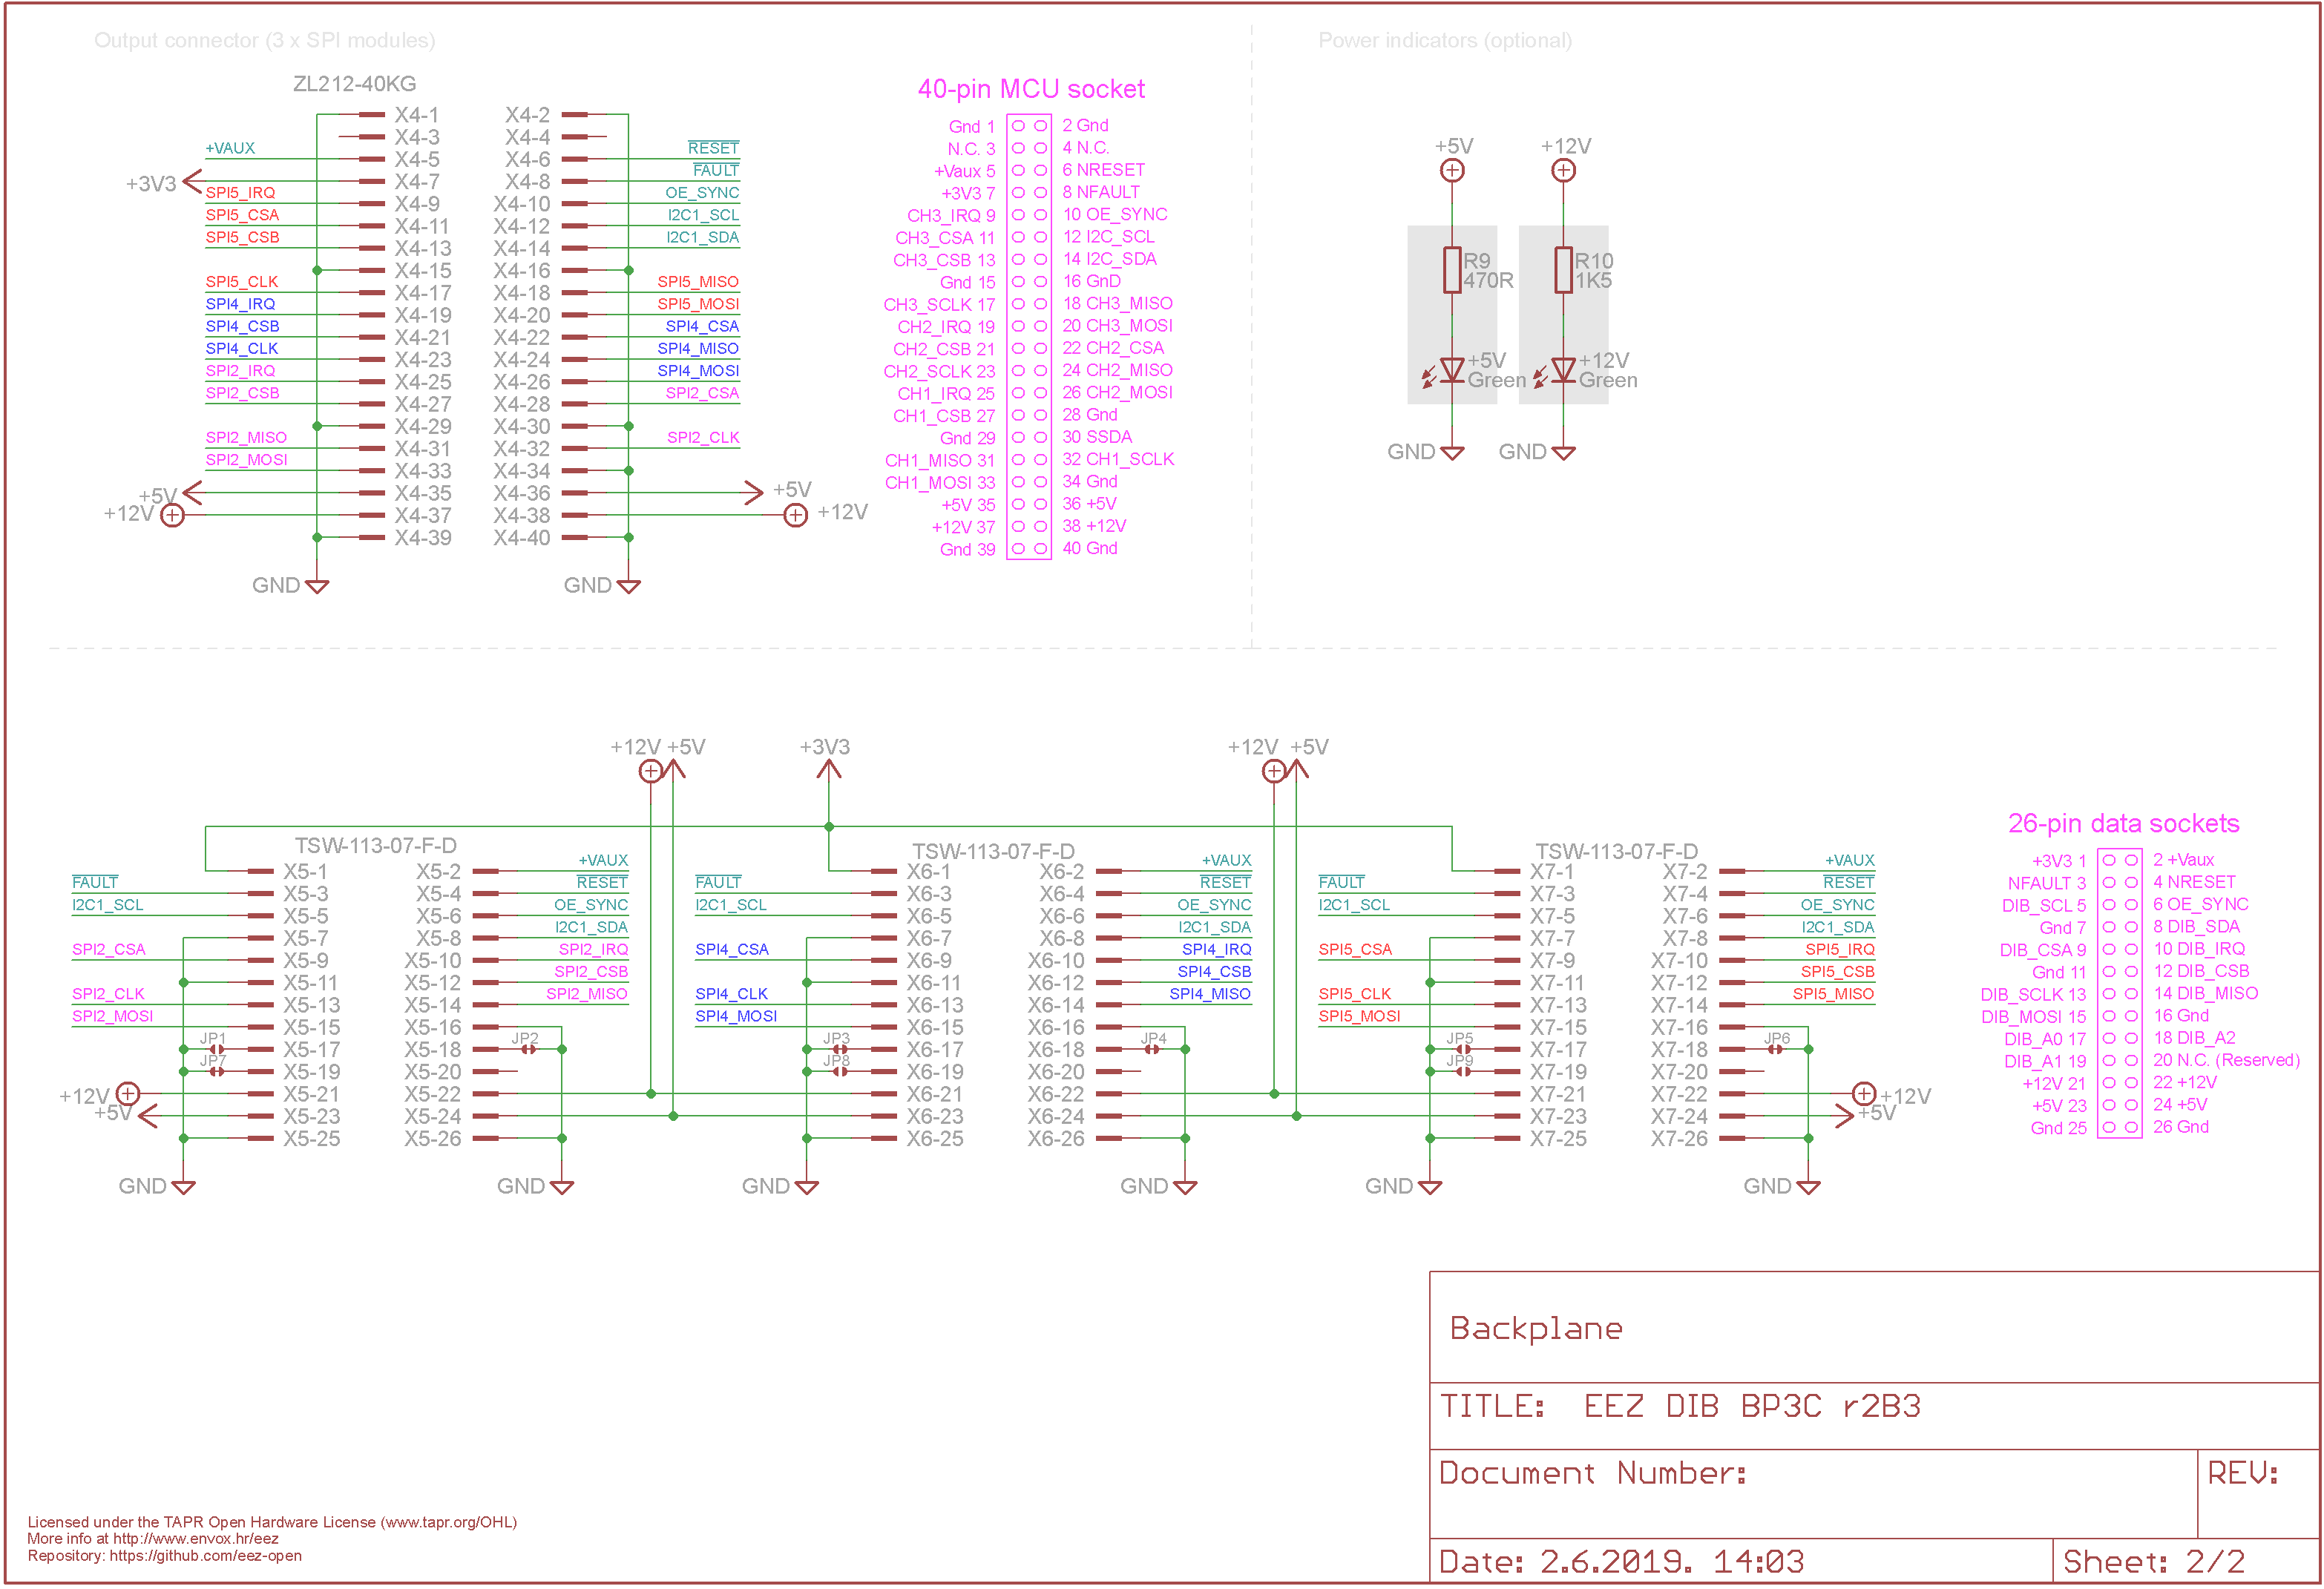 Output connector (3 x SPI modules)
Power indicators (optional)
ZL212-40KG
40-pin MCU socket
X4-1 X4-2
X4-3 X4-4
+VAUX X4-5 X4-6 RESET
+3V3 X4-7 X4-8 FAULT
SPI5_IRQ X4-9 X4-10 OE_SYNC
SPI5_CSA X4-11 X4-12 I2C1_SCL
SPI5_CSB X4-13 X4-14 I2C1_SDA
X4-15 X4-16
SPI5_CLK X4-17 X4-18 SPI5_MISO
SPI4_IRQ X4-19 X4-20 SPI5_MOSI
SPI4_CSB X4-21 X4-22 SPI4_CSA
SPI4_CLK X4-23 X4-24 SPI4_MISO
SPI2_IRQ X4-25 X4-26 SPI4_MOSI
SPI2_CSB X4-27 X4-28 SPI2_CSA
X4-29 X4-30
SPI2_MISO X4-31 X4-32 SPI2_CLK
SPI2_MOSI X4-33 X4-34
+5V X4-35 X4-36 +5V
+12V X4-37 X4-38 +12V
X4-39 X4-40
GND GND
Gnd 1 2 Gnd
N.C. 3 4 N.C.
+Vaux 5 6 NRESET
+3V3 7 8 NFAULT
CH3_IRQ 9 10 OE_SYNC
CH3_CSA 11 12 I2C_SCL
CH3_CSB 13 14 I2C_SDA
Gnd 15 16 GnD
CH3_SCLK 17 18 CH3_MISO
CH2_IRQ 19 20 CH3_MOSI
CH2_CSB 21 22 CH2_CSA
CH2_SCLK 23 24 CH2_MISO
CH1_IRQ 25 26 CH2_MOSI
CH1_CSB 27 28 Gnd
Gnd 29 30 SSDA
CH1_MISO 31 32 CH1_SCLK
CH1_MOSI 33 34 Gnd
+5V 35 36 +5V
+12V 37 38 +12V
Gnd 39 40 Gnd
+5V +12V
R9 R10
470R 1K5
+5V +12V
Green Green
GND GND
+12V +5V +3V3 +12V +5V
TSW-113-07-F-D
X5-1 X5-2 +VAUX
FAULT X5-3 X5-4 RESET
I2C1_SCL X5-5 X5-6 OE_SYNC
X5-7 X5-8 I2C1_SDA
SPI2_CSA X5-9 X5-10 SPI2_IRQ
X5-11 X5-12 SPI2_CSB
SPI2_CLK X5-13 X5-14 SPI2_MISO
SPI2_MOSI X5-15 X5-16
JP1 X5-17 X5-18 JP2
JP7 X5-19 X5-20
+12V X5-21 X5-22
+5V X5-23 X5-24
X5-25 X5-26
GND GND
TSW-113-07-F-D
X6-1 X6-2 +VAUX
FAULT X6-3 X6-4 RESET
I2C1_SCL X6-5 X6-6 OE_SYNC
X6-7 X6-8 I2C1_SDA
SPI4_CSA X6-9 X6-10 SPI4_IRQ
X6-11 X6-12 SPI4_CSB
SPI4_CLK X6-13 X6-14 SPI4_MISO
SPI4_MOSI X6-15 X6-16
JP3 X6-17 X6-18 JP4
JP8 X6-19 X6-20
X6-21 X6-22
X6-23 X6-24
X6-25 X6-26
GND GND
TSW-113-07-F-D
X7-1 X7-2 +VAUX
FAULT X7-3 X7-4 RESET
I2C1_SCL X7-5 X7-6 OE_SYNC
X7-7 X7-8 I2C1_SDA
SPI5_CSA X7-9 X7-10 SPI5_IRQ
X7-11 X7-12 SPI5_CSB
SPI5_CLK X7-13 X7-14 SPI5_MISO
SPI5_MOSI X7-15 X7-16
JP5 X7-17 X7-18 JP6
JP9 X7-19 X7-20
X7-21 X7-22 +12V
X7-23 X7-24 +5V
X7-25 X7-26
GND GND
26-pin data sockets
+3V3 1 2 +Vaux
NFAULT 3 4 NRESET
DIB_SCL 5 6 OE_SYNC
Gnd 7 8 DIB_SDA
DIB_CSA 9 10 DIB_IRQ
Gnd 11 12 DIB_CSB
DIB_SCLK 13 14 DIB_MISO
DIB_MOSI 15 16 Gnd
DIB_A0 17 18 DIB_A2
DIB_A1 19 20 N.C. (Reserved)
+12V 21 22 +12V
+5V 23 24 +5V
Gnd 25 26 Gnd
Backplane
TITLE: EEZ DIB BP3C r2B3
Document Number: REV:
Date: 2.6.2019. 14:03 Sheet: 2/2
Licensed under the TAPR Open Hardware License (www.tapr.org/OHL)
More info at http://www.envox.hr/eez
Repository: https://github.com/eez-open